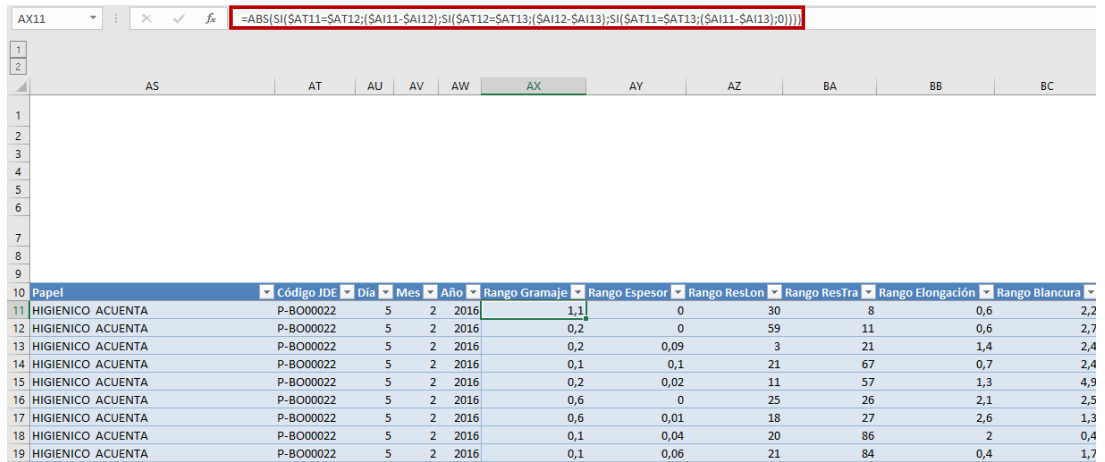 AX11 fx =ABS(SI($AT11=$AT12;($AI11-$AI12);SI($AT12=$AT13;($AI12-$AI13);SI($AT11=$AT13;($AI11-$AI13);0))))
1
2
AS AT AU AV AW AX AY AZ BA BB BC
1
2
3
4
5
6
7
8
9
10 Papel Código JDE Día Mes Año Rango Gramaje Rango Espesor Rango ResLon Rango ResTra Rango Elongación Rango Blancura
11 HIGIENICO ACUENTA P-BO00022 5 2 2016 1,1 0 30 8 0,6 2,2
12 HIGIENICO ACUENTA P-BO00022 5 2 2016 0,2 0 59 11 0,6 2,7
13 HIGIENICO ACUENTA P-BO00022 5 2 2016 0,2 0,09 3 21 1,4 2,4
14 HIGIENICO ACUENTA P-BO00022 5 2 2016 0,1 0,1 21 67 0,7 2,4
15 HIGIENICO ACUENTA P-BO00022 5 2 2016 0,2 0,02 11 57 1,3 4,9
16 HIGIENICO ACUENTA P-BO00022 5 2 2016 0,6 0 25 26 2,1 2,5
17 HIGIENICO ACUENTA P-BO00022 5 2 2016 0,6 0,01 18 27 2,6 1,3
18 HIGIENICO ACUENTA P-BO00022 5 2 2016 0,1 0,04 20 86 2 0,4
19 HIGIENICO ACUENTA P-BO00022 5 2 2016 0,1 0,06 21 84 0,4 1,7